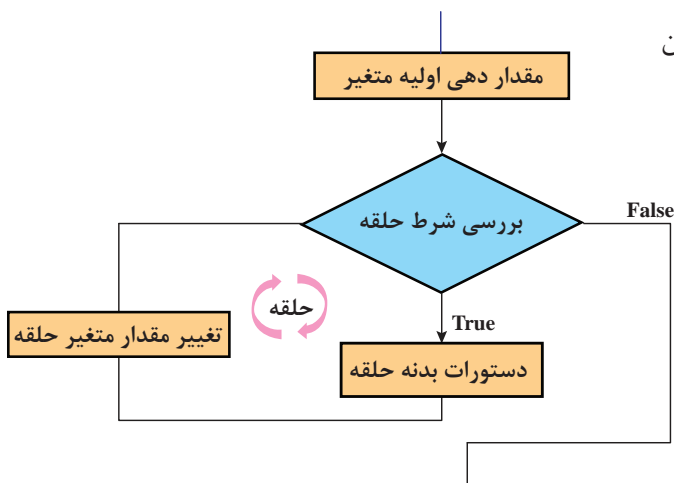 ن
مقدار دهی اولیه متغیر
بررسی شرط حلقه
False
حلقه
True
تغییر مقدار متغیر حلقه
دستورات بدنه حلقه